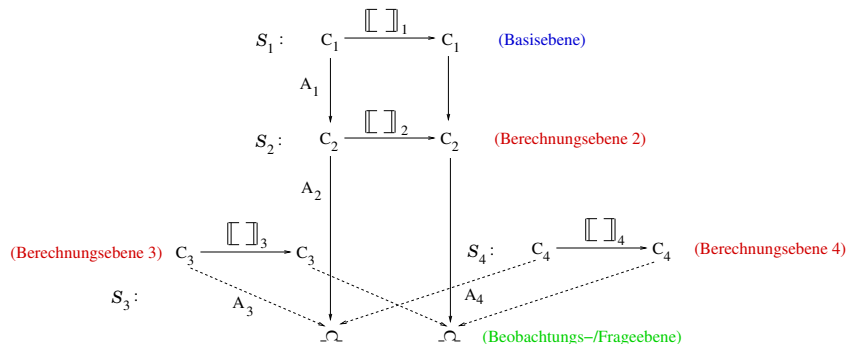 S1 : C1 ⟦ ⟧1 C1 (Basisebene)
A1
S2 : C2 ⟦ ⟧2 C2 (Berechnungsebene 2)
A2
(Berechnungsebene 3) C3 ⟦ ⟧3 C3 S4 : C4 ⟦ ⟧4 C4 (Berechnungsebene 4)
S3 : A3 A4
Ω Ω (Beobachtungs−/Frageebene)